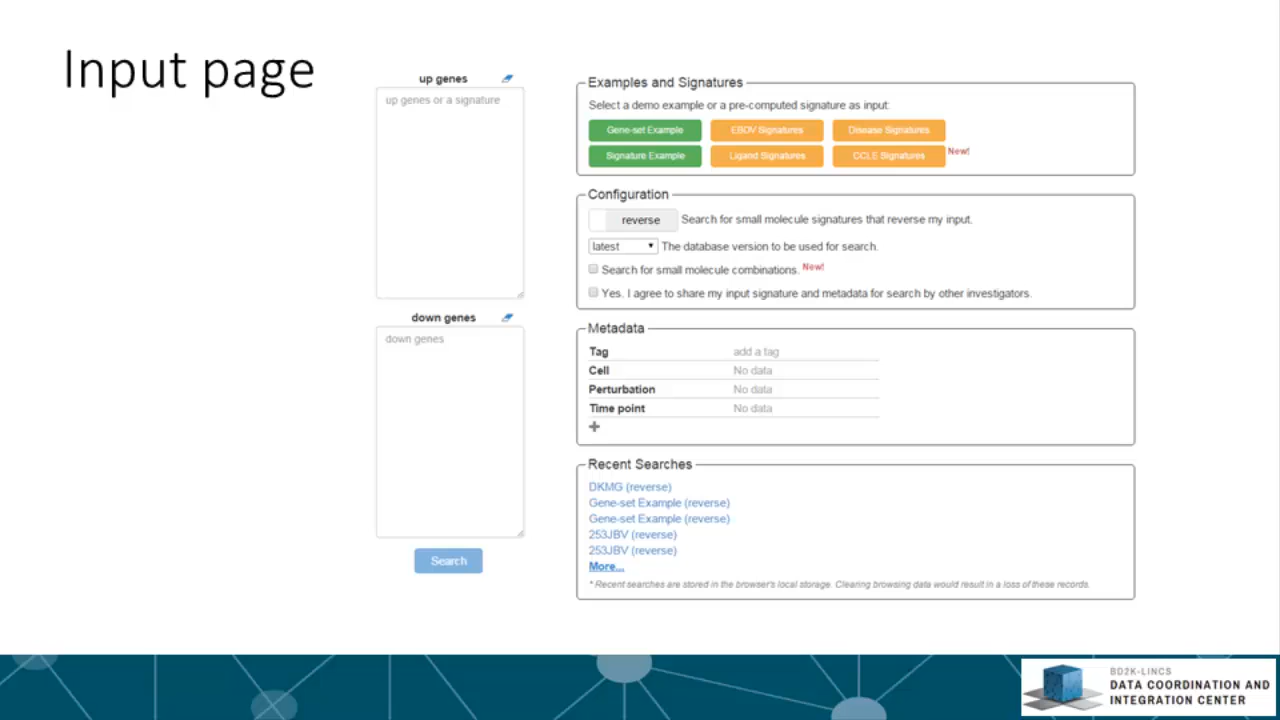 Input page
up genes
up genes or a signature
down genes
down genes
Search
Examples and Signatures
Select a demo example or a pre-computed signature as input:
Gene-set Example EBOV Signatures Disease Signatures
Signature Example Ligand Signatures CCLE Signatures New!
Configuration
reverse Search for small molecule signatures that reverse my input.
latest The database version to be used for search.
Search for small molecule combinations. New!
Yes. I agree to share my input signature and metadata for search by other investigators.
Metadata
Tag add a tag
Cell No data
Perturbation No data
Time point No data
Recent Searches
DKMG (reverse)
Gene-set Example (reverse)
Gene-set Example (reverse)
253JBV (reverse)
253JBV (reverse)
More...
* Recent searches are stored in the browser's local storage. Clearing browsing data would result in a loss of these records.
BD2K-LINCS
DATA COORDINATION AND
INTEGRATION CENTER